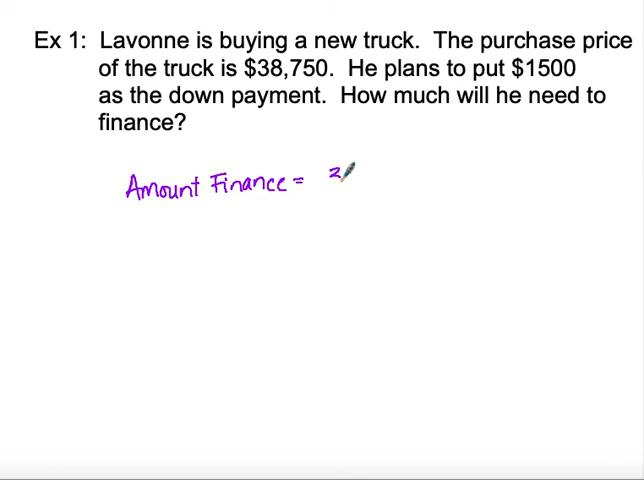 Ex 1: Lavonne is buying a new truck. The purchase price
of the truck is $38,750. He plans to put $1500
as the down payment. How much will he need to
finance?
Amount Finance = 3